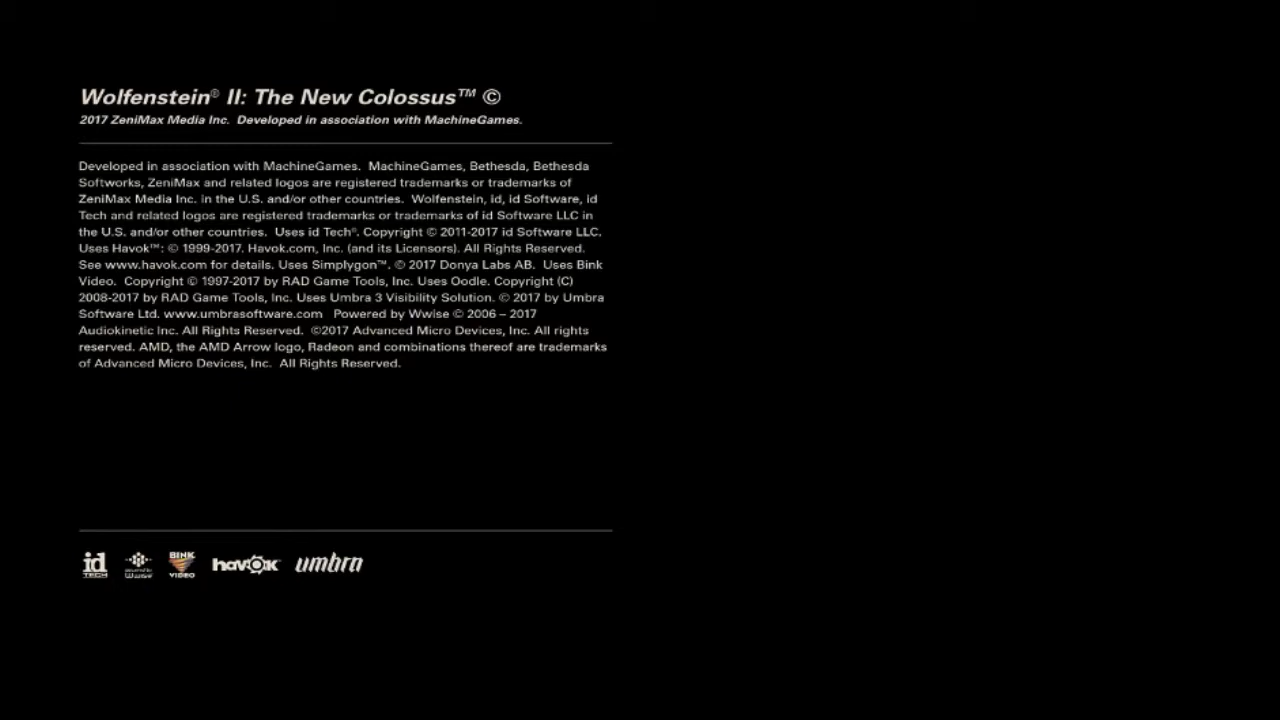 Wolfenstein® II: The New Colossus™ ©
2017 ZeniMax Media Inc.  Developed in association with MachineGames.
Developed in association with MachineGames.  MachineGames, Bethesda, Bethesda
Softworks, ZeniMax and related logos are registered trademarks or trademarks of
ZeniMax Media Inc. in the U.S. and/or other countries.  Wolfenstein, id, id Software, id
Tech and related logos are registered trademarks or trademarks of id Software LLC in
the U.S. and/or other countries.  Uses id Tech®. Copyright © 2011-2017 id Software LLC.
Uses Havok™: © 1999-2017. Havok.com, Inc. (and its Licensors). All Rights Reserved.
See www.havok.com for details. Uses Simplygon™. © 2017 Donya Labs AB.  Uses Bink
Video.  Copyright © 1997-2017 by RAD Game Tools, Inc. Uses Oodle. Copyright (C)
2008-2017 by RAD Game Tools, Inc. Uses Umbra 3 Visibility Solution. © 2017 by Umbra
Software Ltd. www.umbrasoftware.com   Powered by Wwise © 2006 – 2017
Audiokinetic Inc. All Rights Reserved.  ©2017 Advanced Micro Devices, Inc. All rights
reserved. AMD, the AMD Arrow logo, Radeon and combinations thereof are trademarks
of Advanced Micro Devices, Inc.  All Rights Reserved.
id TECH
powered by Wwise
BINK VIDEO
havok
umbra